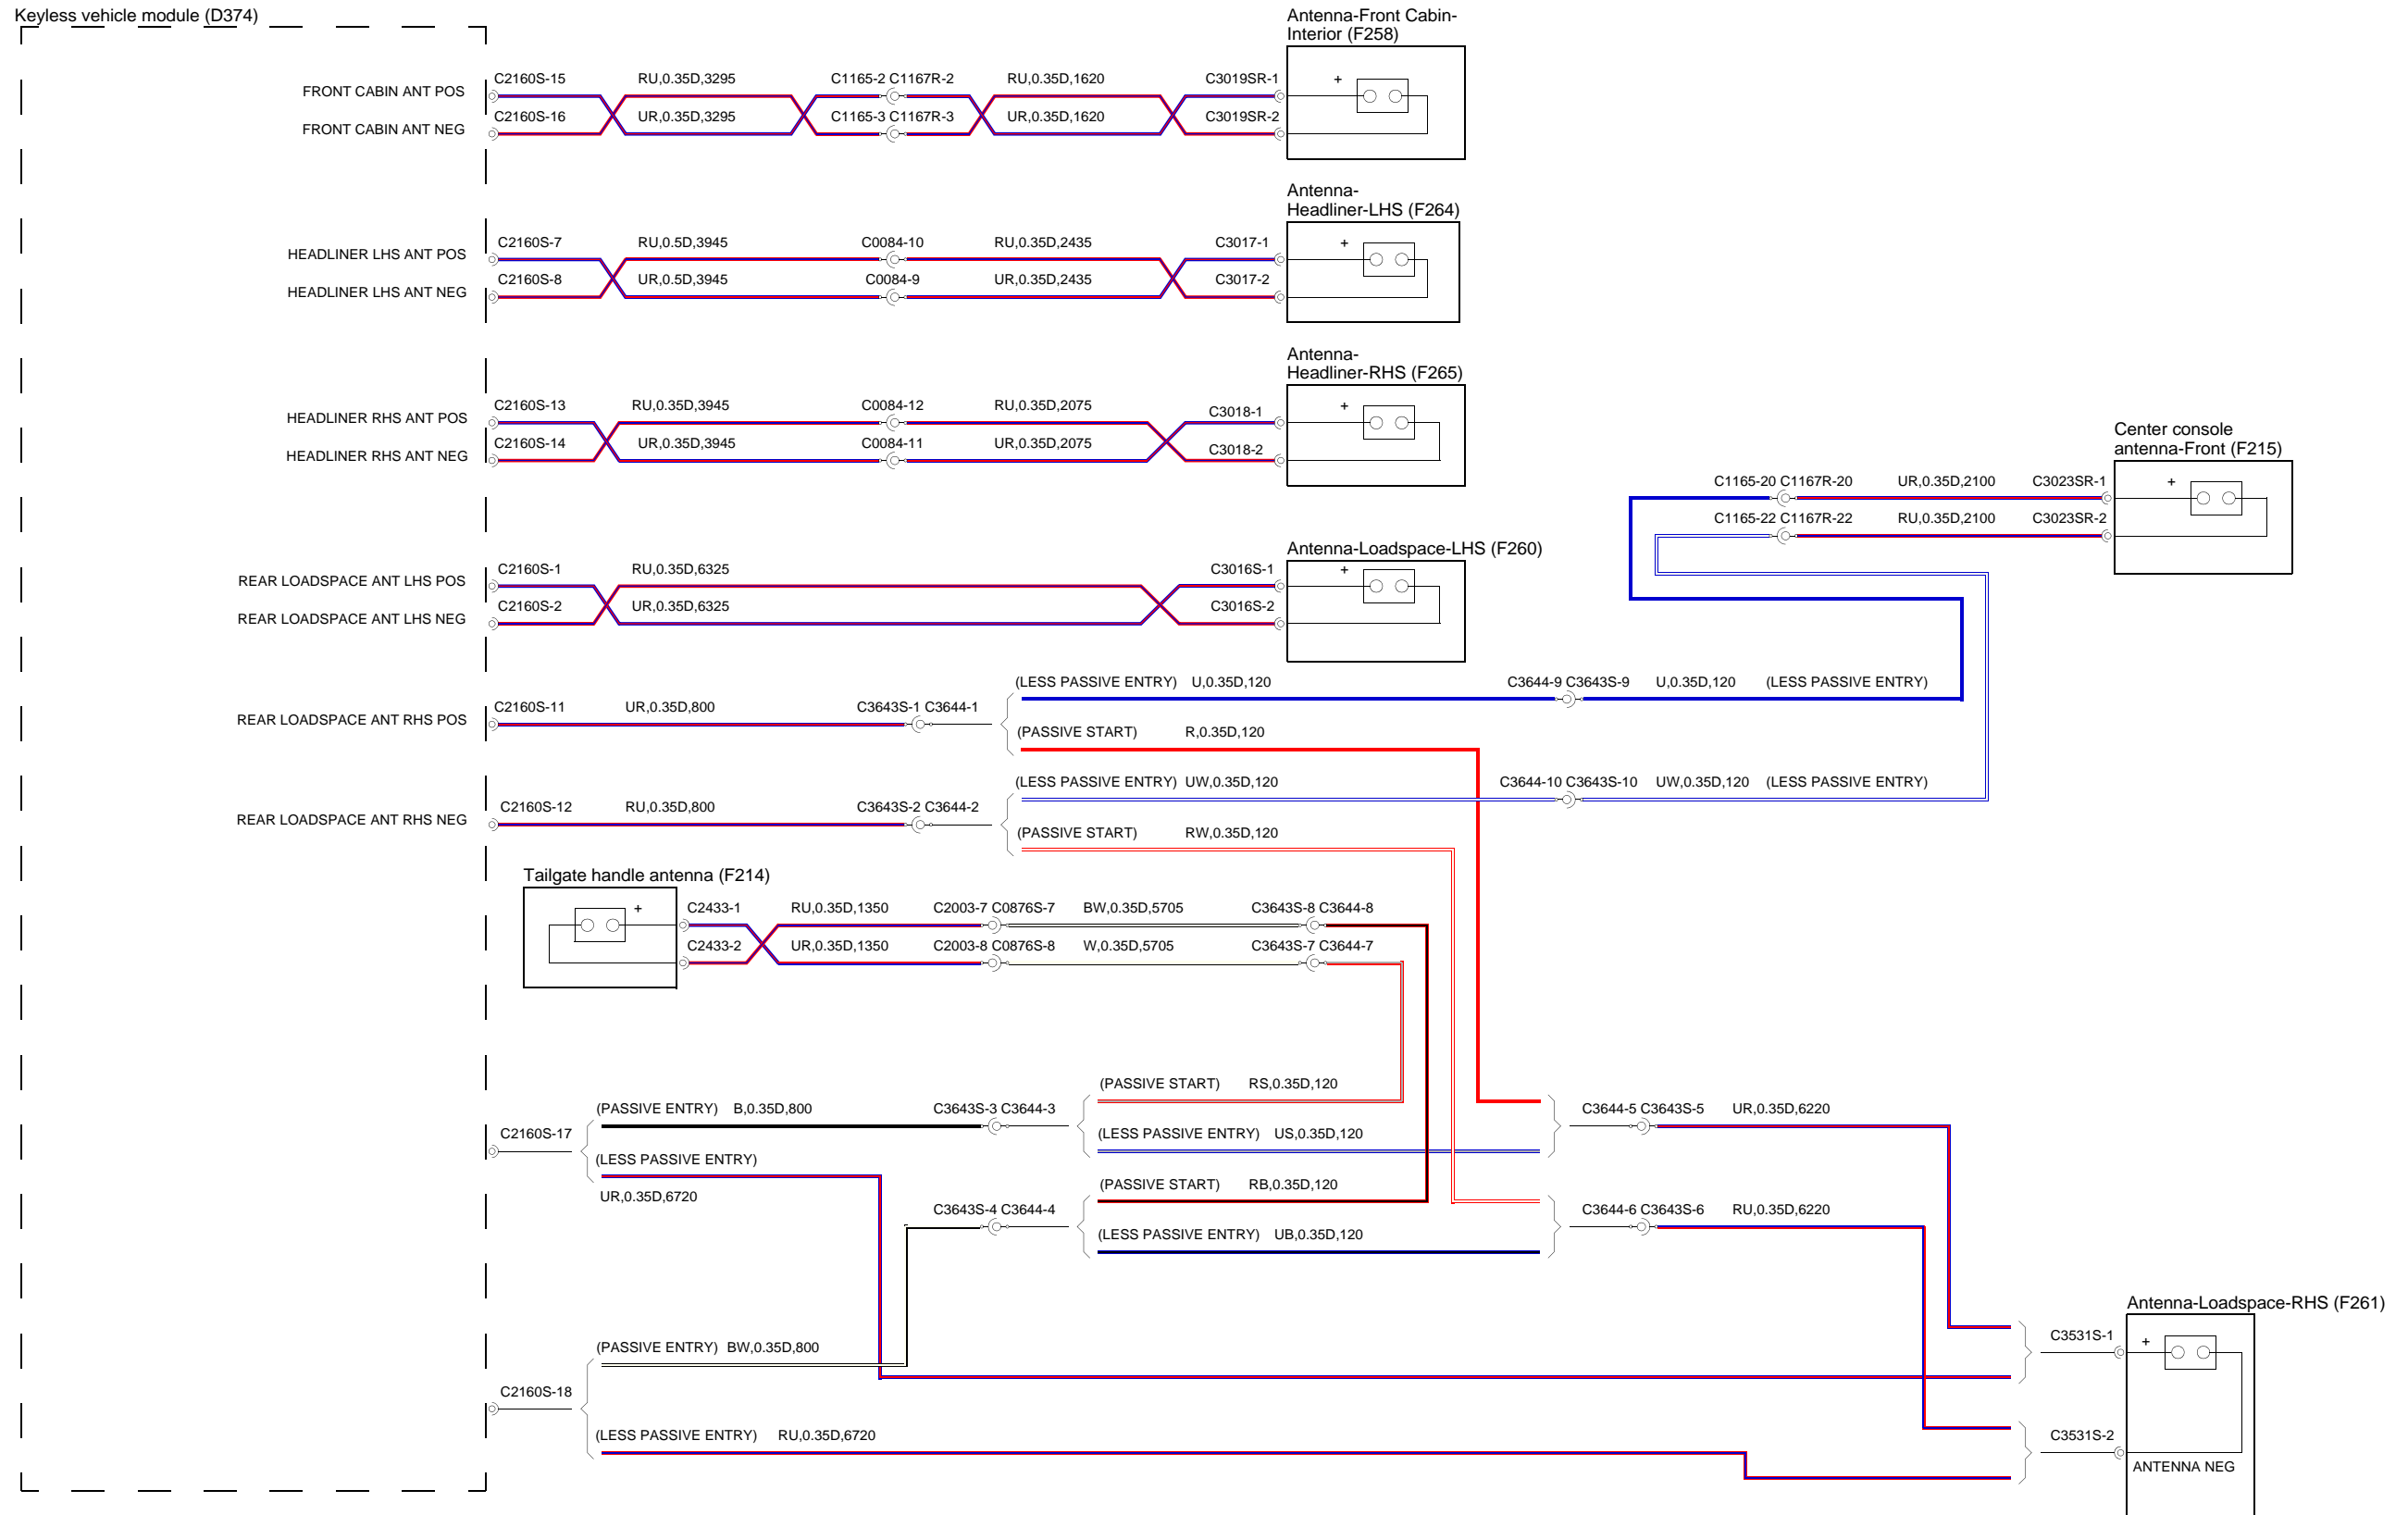 Keyless vehicle module (D374)
Antenna-Front Cabin-
Interior (F258)
C2160S-15 RU,0.35D,3295 C1165-2 C1167R-2 RU,0.35D,1620 C3019SR-1 +
FRONT CABIN ANT POS
C2160S-16 UR,0.35D,3295 C1165-3 C1167R-3 UR,0.35D,1620 C3019SR-2
FRONT CABIN ANT NEG
Antenna-
Headliner-LHS (F264)
C2160S-7 RU,0.5D,3945 C0084-10 RU,0.35D,2435 C3017-1 +
HEADLINER LHS ANT POS
C2160S-8 UR,0.5D,3945 C0084-9 UR,0.35D,2435 C3017-2
HEADLINER LHS ANT NEG
Antenna-
Headliner-RHS (F265)
C2160S-13 RU,0.35D,3945 C0084-12 RU,0.35D,2075 C3018-1 +
HEADLINER RHS ANT POS
C2160S-14 UR,0.35D,3945 C0084-11 UR,0.35D,2075 C3018-2
HEADLINER RHS ANT NEG
Center console
antenna-Front (F215)
C1165-20 C1167R-20 UR,0.35D,2100 C3023SR-1 +
C1165-22 C1167R-22 RU,0.35D,2100 C3023SR-2
Antenna-Loadspace-LHS (F260)
C2160S-1 RU,0.35D,6325 C3016S-1 +
REAR LOADSPACE ANT LHS POS
C2160S-2 UR,0.35D,6325 C3016S-2
REAR LOADSPACE ANT LHS NEG
(LESS PASSIVE ENTRY) U,0.35D,120 C3644-9 C3643S-9 U,0.35D,120 (LESS PASSIVE ENTRY)
C2160S-11 UR,0.35D,800 C3643S-1 C3644-1
REAR LOADSPACE ANT RHS POS
(PASSIVE START) R,0.35D,120
(LESS PASSIVE ENTRY) UW,0.35D,120 C3644-10 C3643S-10 UW,0.35D,120 (LESS PASSIVE ENTRY)
C2160S-12 RU,0.35D,800 C3643S-2 C3644-2
REAR LOADSPACE ANT RHS NEG
(PASSIVE START) RW,0.35D,120
Tailgate handle antenna (F214)
+ C2433-1 RU,0.35D,1350 C2003-7 C0876S-7 BW,0.35D,5705 C3643S-8 C3644-8
C2433-2 UR,0.35D,1350 C2003-8 C0876S-8 W,0.35D,5705 C3643S-7 C3644-7
(PASSIVE START) RS,0.35D,120
(PASSIVE ENTRY) B,0.35D,800 C3643S-3 C3644-3 C3644-5 C3643S-5 UR,0.35D,6220
C2160S-17 (LESS PASSIVE ENTRY) US,0.35D,120
(LESS PASSIVE ENTRY)
UR,0.35D,6720
(PASSIVE START) RB,0.35D,120
C3643S-4 C3644-4 C3644-6 C3643S-6 RU,0.35D,6220
(LESS PASSIVE ENTRY) UB,0.35D,120
Antenna-Loadspace-RHS (F261)
C3531S-1 +
(PASSIVE ENTRY) BW,0.35D,800
C2160S-18
(LESS PASSIVE ENTRY) RU,0.35D,6720 C3531S-2
ANTENNA NEG